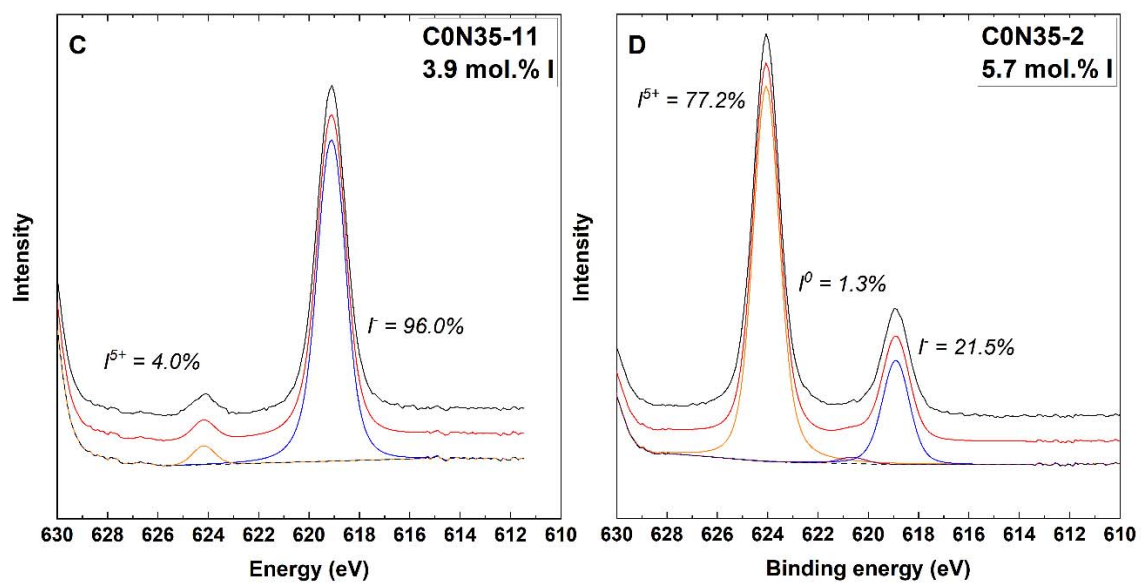 C
C0N35-11
3.9 mol.% I
I⁵⁺ = 4.0%
I⁻ = 96.0%
Intensity
630 628 626 624 622 620 618 616 614 612 610
Energy (eV)
D
C0N35-2
5.7 mol.% I
I⁵⁺ = 77.2%
I⁰ = 1.3%
I⁻ = 21.5%
Intensity
630 628 626 624 622 620 618 616 614 612 610
Binding energy (eV)